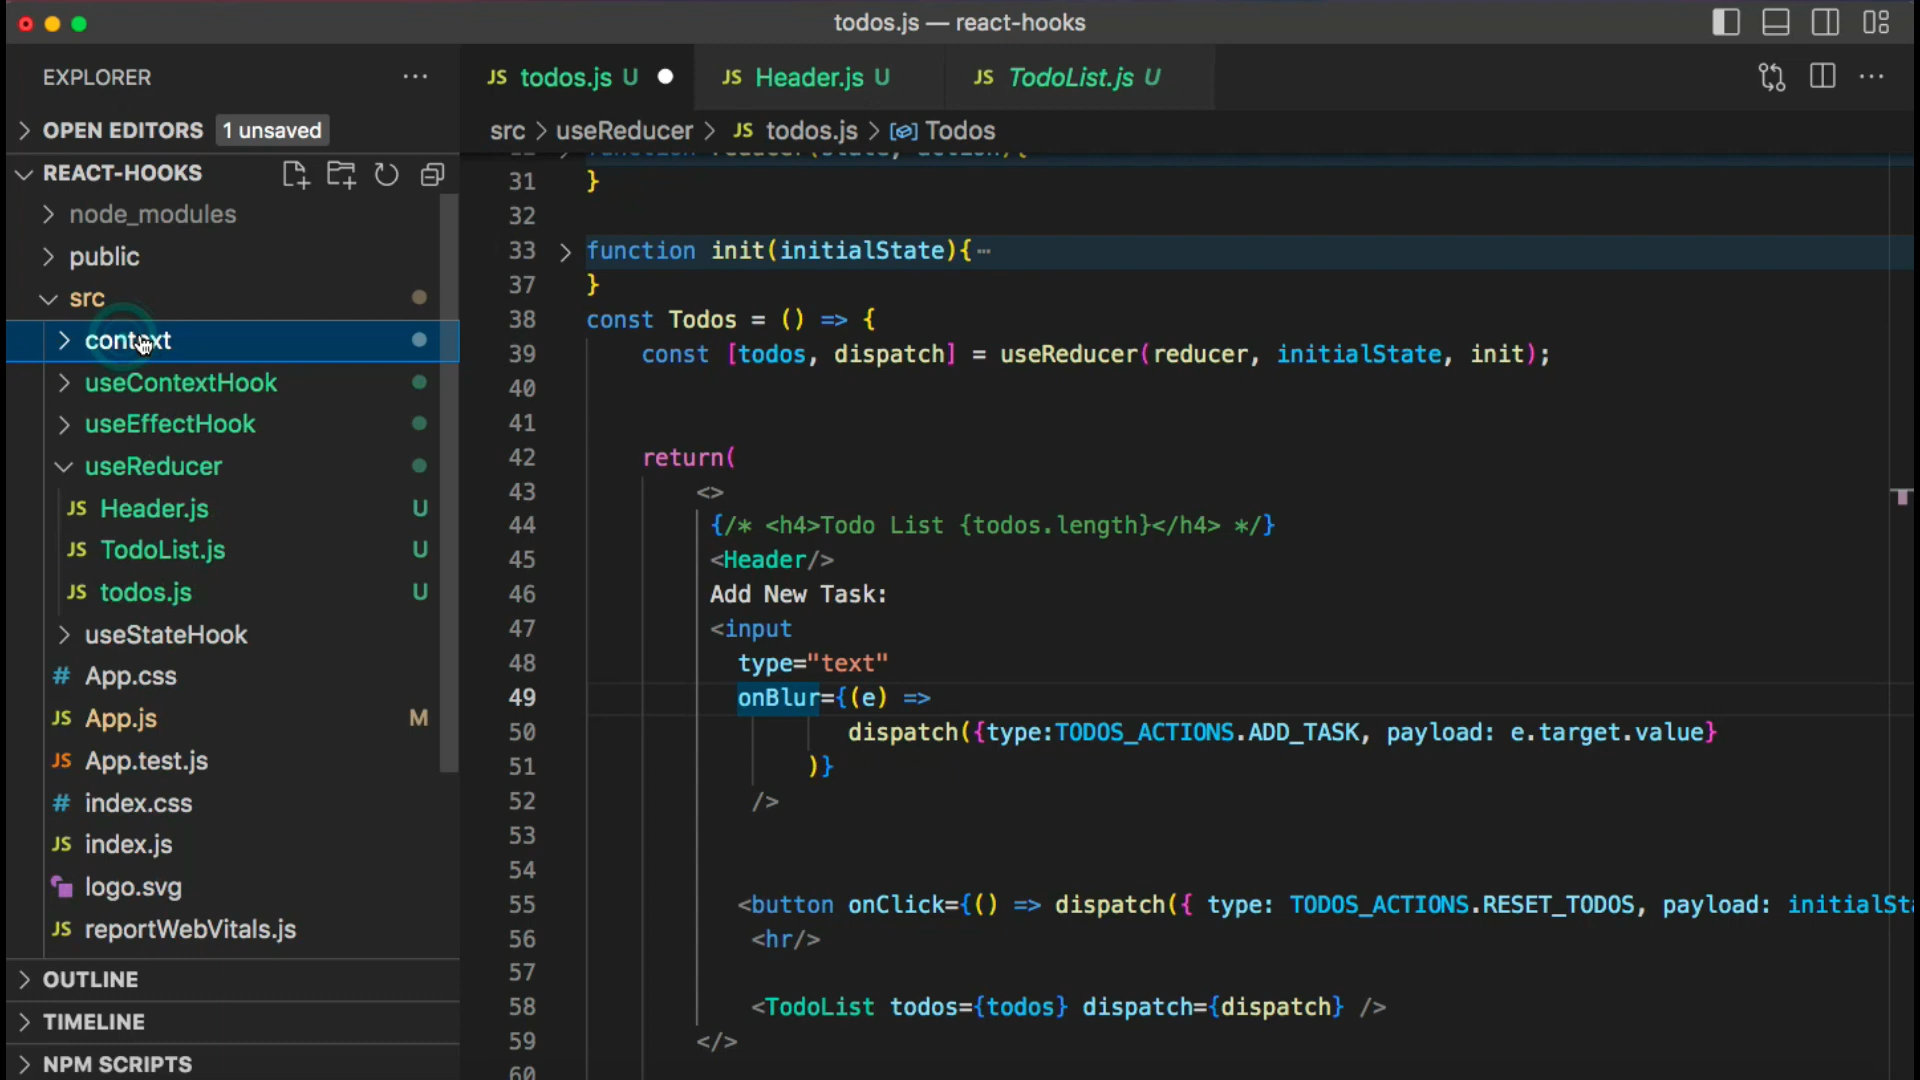 todos.js — react-hooks
EXPLORER
OPEN EDITORS 1 unsaved
REACT-HOOKS
node_modules
public
src
context
useContextHook
useEffectHook
useReducer
JS Header.js U
JS TodoList.js U
JS todos.js U
useStateHook
# App.css
JS App.js M
JS App.test.js
# index.css
JS index.js
logo.svg
JS reportWebVitals.js
OUTLINE
TIMELINE
NPM SCRIPTS
JS todos.js U
JS Header.js U
JS TodoList.js U
src > useReducer > JS todos.js > Todos
31 }
32
33 function init(initialState){⋯
37 }
38 const Todos = () => {
39 const [todos, dispatch] = useReducer(reducer, initialState, init);
40
41
42 return(
43 <>
44 {/* <h4>Todo List {todos.length}</h4> */}
45 <Header/>
46 Add New Task:
47 <input
48 type="text"
49 onBlur={(e) =>
50 dispatch({type:TODOS_ACTIONS.ADD_TASK, payload: e.target.value}
51 )}
52 />
53
54
55 <button onClick={() => dispatch({ type: TODOS_ACTIONS.RESET_TODOS, payload: initialSt
56 <hr/>
57
58 <TodoList todos={todos} dispatch={dispatch} />
59 </>
60